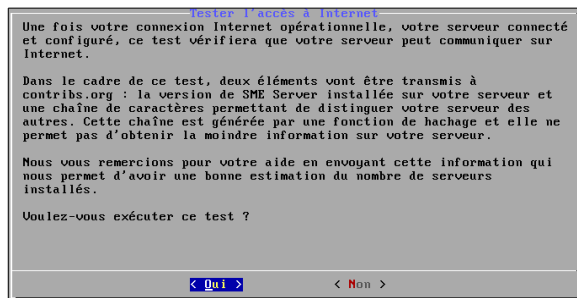 Tester l'accès à Internet
Une fois votre connexion Internet opérationnelle, votre serveur connecté
et configuré, ce test vérifiera que votre serveur peut communiquer sur
Internet.
Dans le cadre de ce test, deux éléments vont être transmis à
contribs.org : la version de SME Server installée sur votre serveur et
une chaîne de caractères permettant de distinguer votre serveur des
autres. Cette chaîne est générée par une fonction de hachage et elle ne
permet pas d'obtenir la moindre information sur votre serveur.
Nous vous remercions pour votre aide en envoyant cette information qui
nous permet d'avoir une bonne estimation du nombre de serveurs
installés.
Voulez-vous exécuter ce test ?
< Oui > < Non >